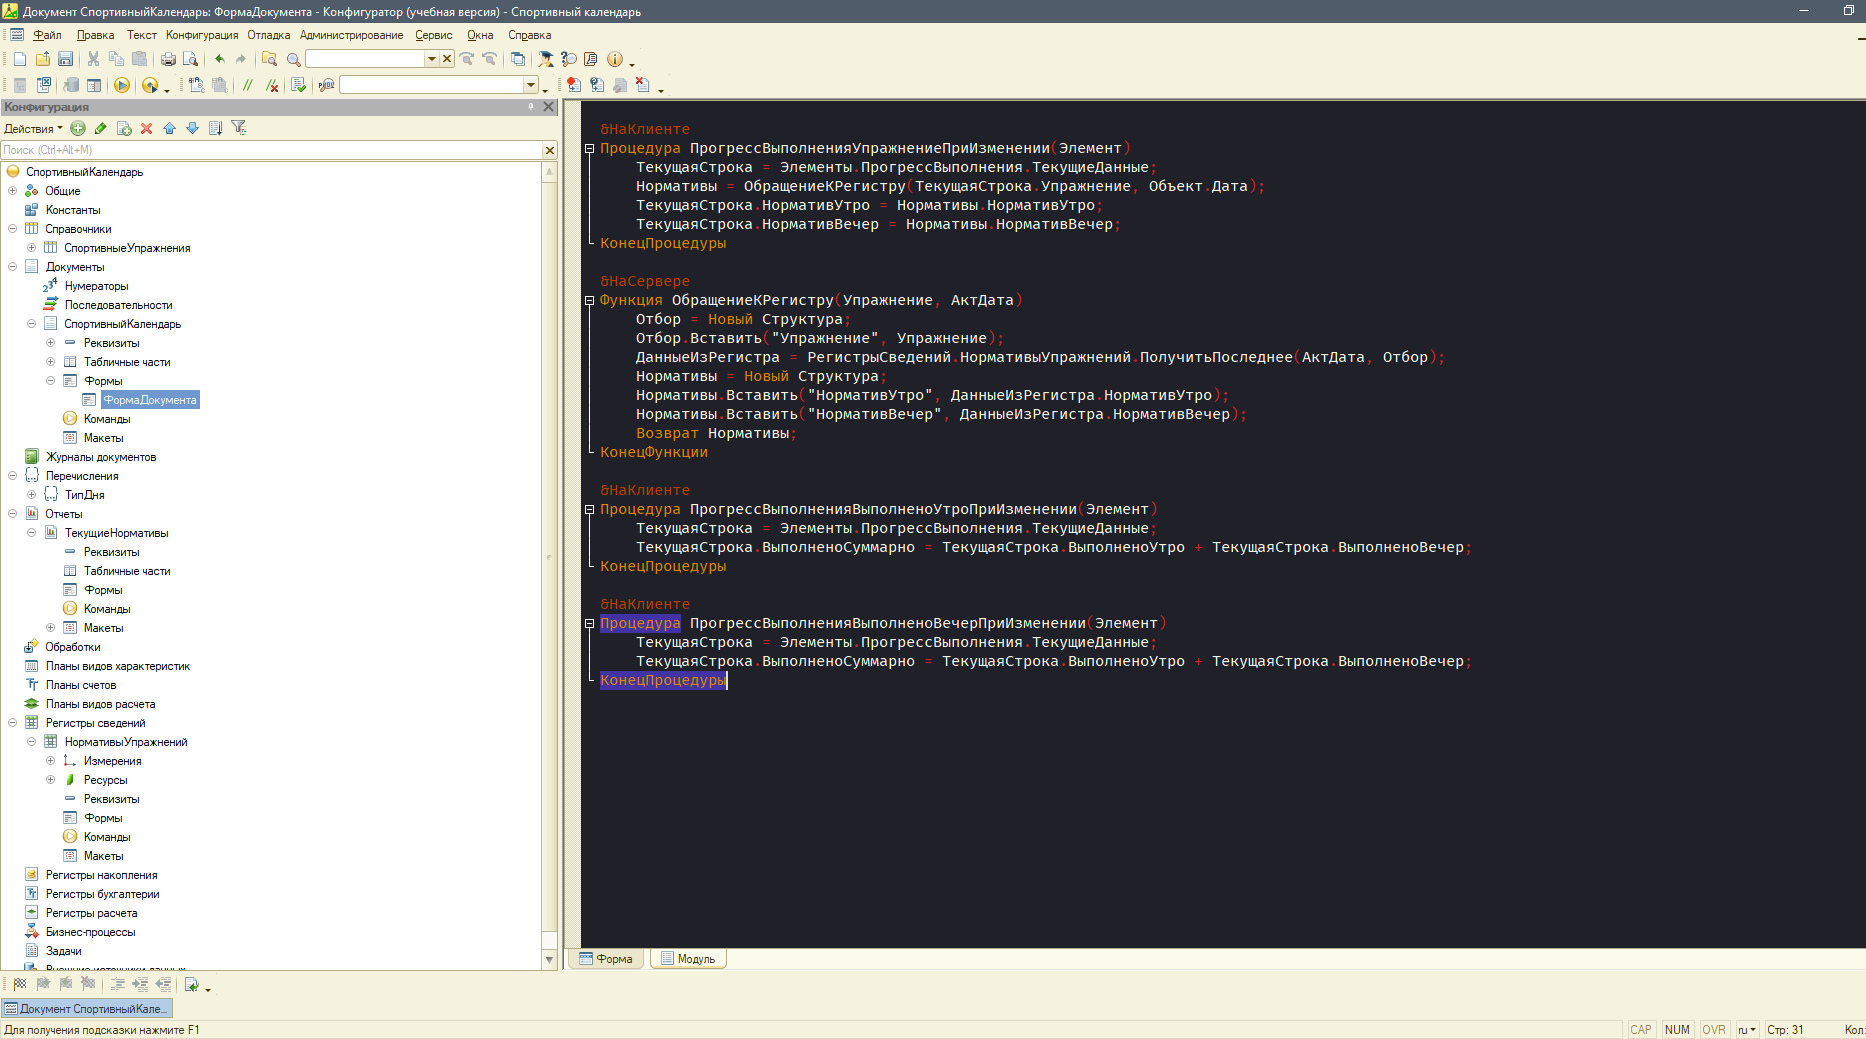 Документ СпортивныйКалендарь: ФормаДокумента - Конфигуратор (учебная версия) - Спортивный календарь
Файл Правка Текст Конфигурация Отладка Администрирование Сервис Окна Справка
Конфигурация
Действия
Поиск (Ctrl+Alt+M)
СпортивныйКалендарь
Общие
Константы
Справочники
СпортивныеУпражнения
Документы
Нумераторы
Последовательности
СпортивныйКалендарь
Реквизиты
Табличные части
Формы
ФормаДокумента
Команды
Макеты
Журналы документов
Перечисления
ТипДня
Отчеты
ТекущиеНормативы
Реквизиты
Табличные части
Формы
Команды
Макеты
Обработки
Планы видов характеристик
Планы счетов
Планы видов расчета
Регистры сведений
НормативыУпражнений
Измерения
Ресурсы
Реквизиты
Формы
Команды
Макеты
Регистры накопления
Регистры бухгалтерии
Регистры расчета
Бизнес-процессы
Задачи
Внешние источники данных
&НаКлиенте
Процедура ПрогрессВыполненияУпражнениеПриИзменении(Элемент)
ТекущаяСтрока = Элементы.ПрогрессВыполнения.ТекущиеДанные;
Нормативы = ОбращениеКРегистру(ТекущаяСтрока.Упражнение, Объект.Дата);
ТекущаяСтрока.НормативУтро = Нормативы.НормативУтро;
ТекущаяСтрока.НормативВечер = Нормативы.НормативВечер;
КонецПроцедуры
&НаСервере
Функция ОбращениеКРегистру(Упражнение, АктДата)
Отбор = Новый Структура;
Отбор.Вставить("Упражнение", Упражнение);
ДанныеИзРегистра = РегистрыСведений.НормативыУпражнений.ПолучитьПоследнее(АктДата, Отбор);
Нормативы = Новый Структура;
Нормативы.Вставить("НормативУтро", ДанныеИзРегистра.НормативУтро);
Нормативы.Вставить("НормативВечер", ДанныеИзРегистра.НормативВечер);
Возврат Нормативы;
КонецФункции
&НаКлиенте
Процедура ПрогрессВыполненияВыполненоУтроПриИзменении(Элемент)
ТекущаяСтрока = Элементы.ПрогрессВыполнения.ТекущиеДанные;
ТекущаяСтрока.ВыполненоСуммарно = ТекущаяСтрока.ВыполненоУтро + ТекущаяСтрока.ВыполненоВечер;
КонецПроцедуры
&НаКлиенте
Процедура ПрогрессВыполненияВыполненоВечерПриИзменении(Элемент)
ТекущаяСтрока = Элементы.ПрогрессВыполнения.ТекущиеДанные;
ТекущаяСтрока.ВыполненоСуммарно = ТекущаяСтрока.ВыполненоУтро + ТекущаяСтрока.ВыполненоВечер;
КонецПроцедуры
Форма Модуль
Документ СпортивныйКале...
Для получения подсказки нажмите F1
CAP NUM OVR ru Стр: 31 Кол: